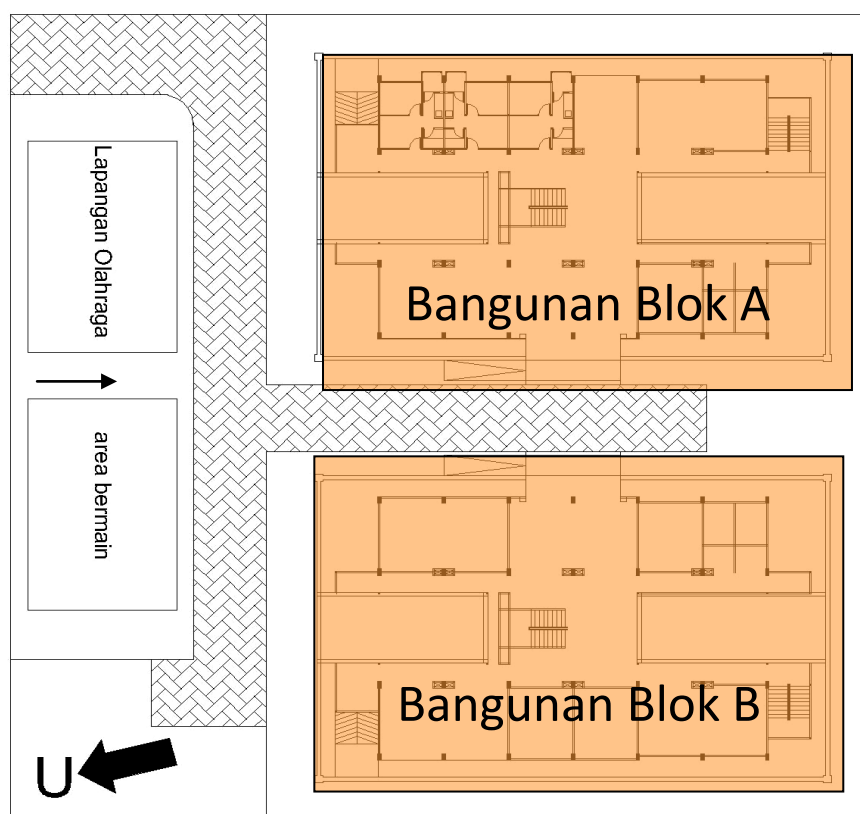 Lapangan Olahraga
Bangunan Blok A
area bermain
Bangunan Blok B
U